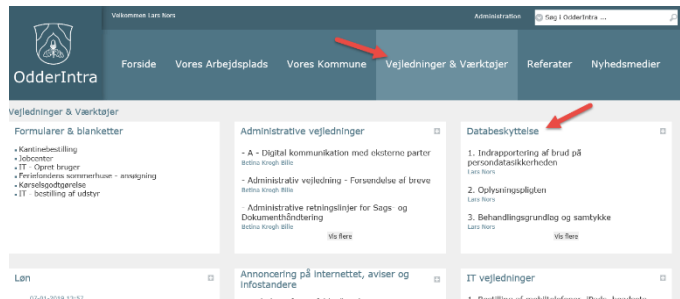 Velkommen Lars Nors
Administration
Søg i OdderIntra ...
OdderIntra
Forside
Vores Arbejdsplads
Vores Kommune
Vejledninger & Værktøjer
Referater
Nyhedsmedier
Vejledninger & Værktøjer
Formularer & blanketter
Kantinebestilling
Jobcenter
IT - Opret bruger
Feriefondens sommerhuse - ansøgning
Kørselsgodtgørelse
IT - bestilling af udstyr
Administrative vejledninger
- A - Digital kommunikation med eksterne parter
Betina Krogh Bille
- Administrativ vejledning - Forsendelse af breve
Betina Krogh Bille
- Administrative retningslinjer for Sags- og
Dokumenthåndtering
Betina Krogh Bille
Vis flere
Databeskyttelse
1. Indrapportering af brud på
persondatasikkerheden
Lars Nors
2. Oplysningspligten
Lars Nors
3. Behandlingsgrundlag og samtykke
Lars Nors
Vis flere
Løn
Annoncering på internettet, aviser og
infostandere
IT vejledninger